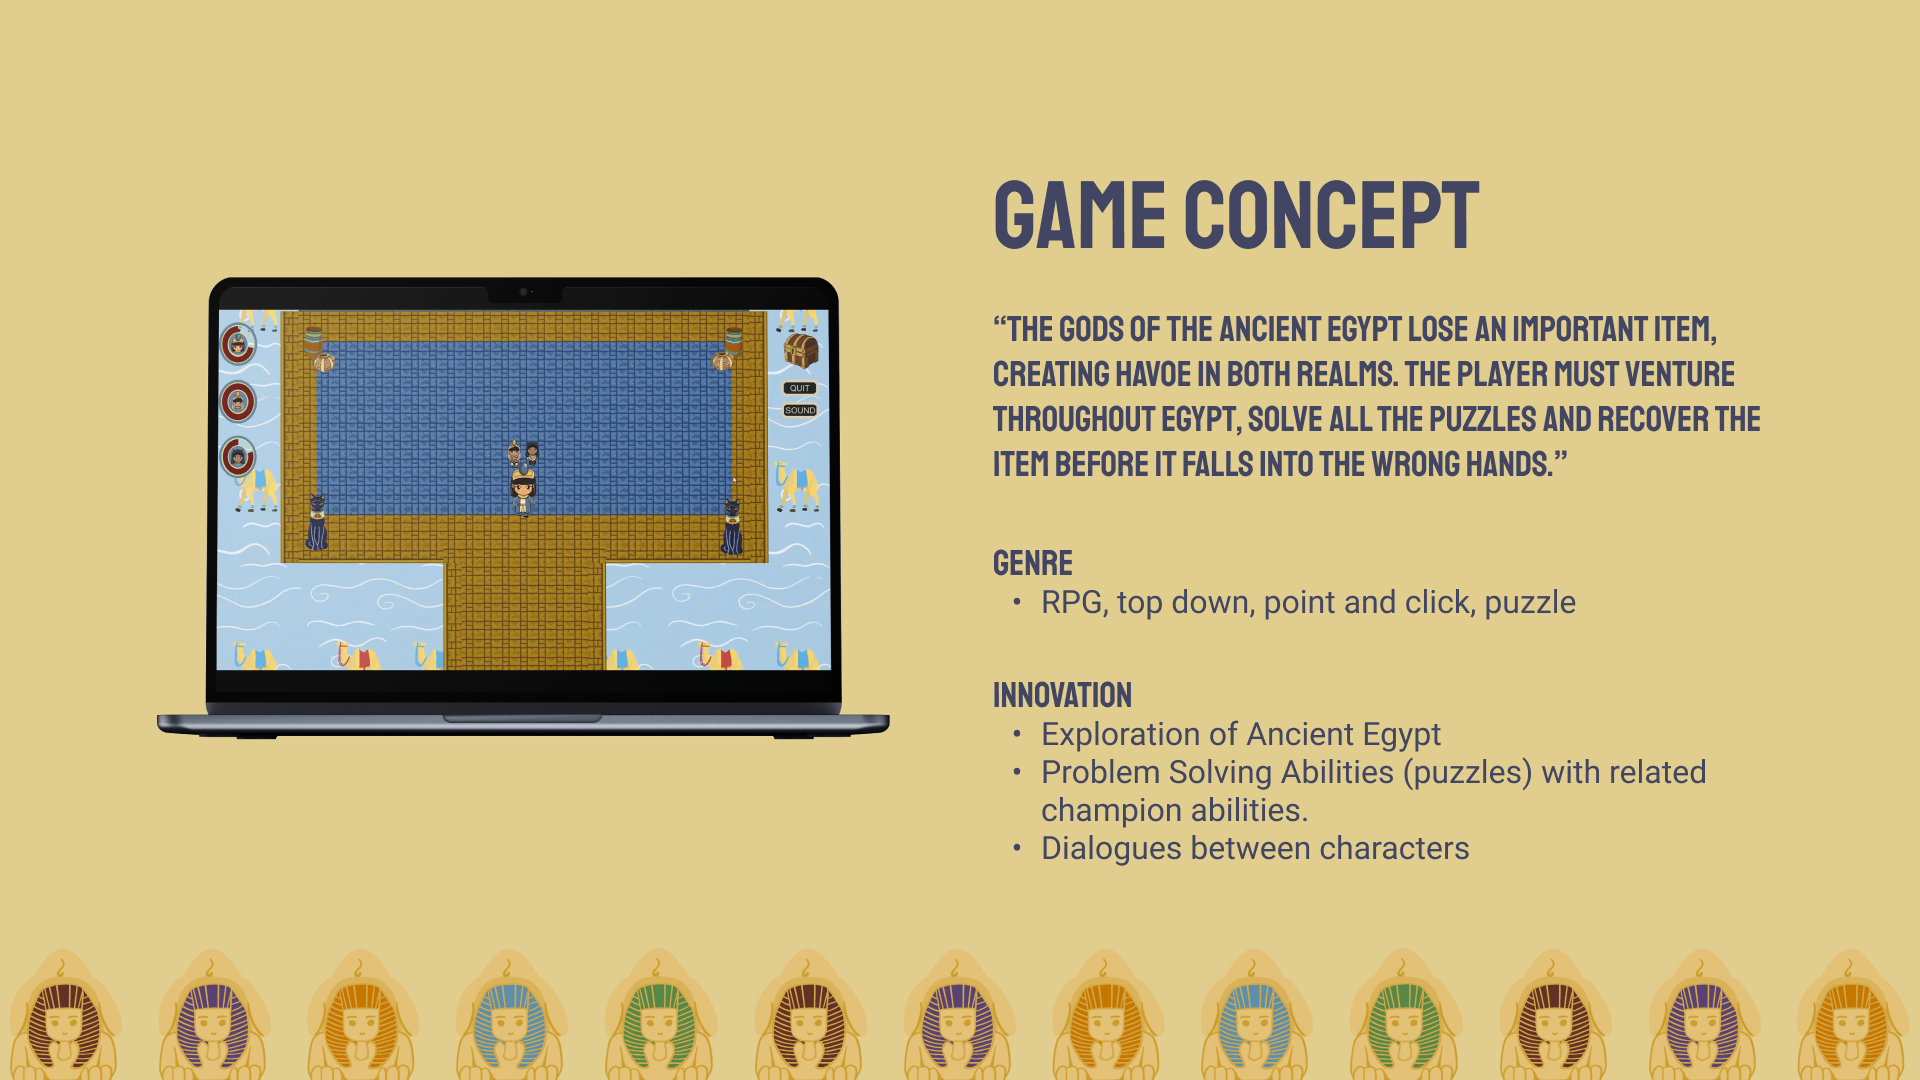 GAME CONCEPT
“THE GODS OF THE ANCIENT EGYPT LOSE AN IMPORTANT ITEM,
CREATING HAVOE IN BOTH REALMS. THE PLAYER MUST VENTURE
THROUGHOUT EGYPT, SOLVE ALL THE PUZZLES AND RECOVER THE
ITEM BEFORE IT FALLS INTO THE WRONG HANDS.”
GENRE
• RPG, top down, point and click, puzzle
INNOVATION
• Exploration of Ancient Egypt
• Problem Solving Abilities (puzzles) with related
champion abilities.
• Dialogues between characters
QUIT
SOUND